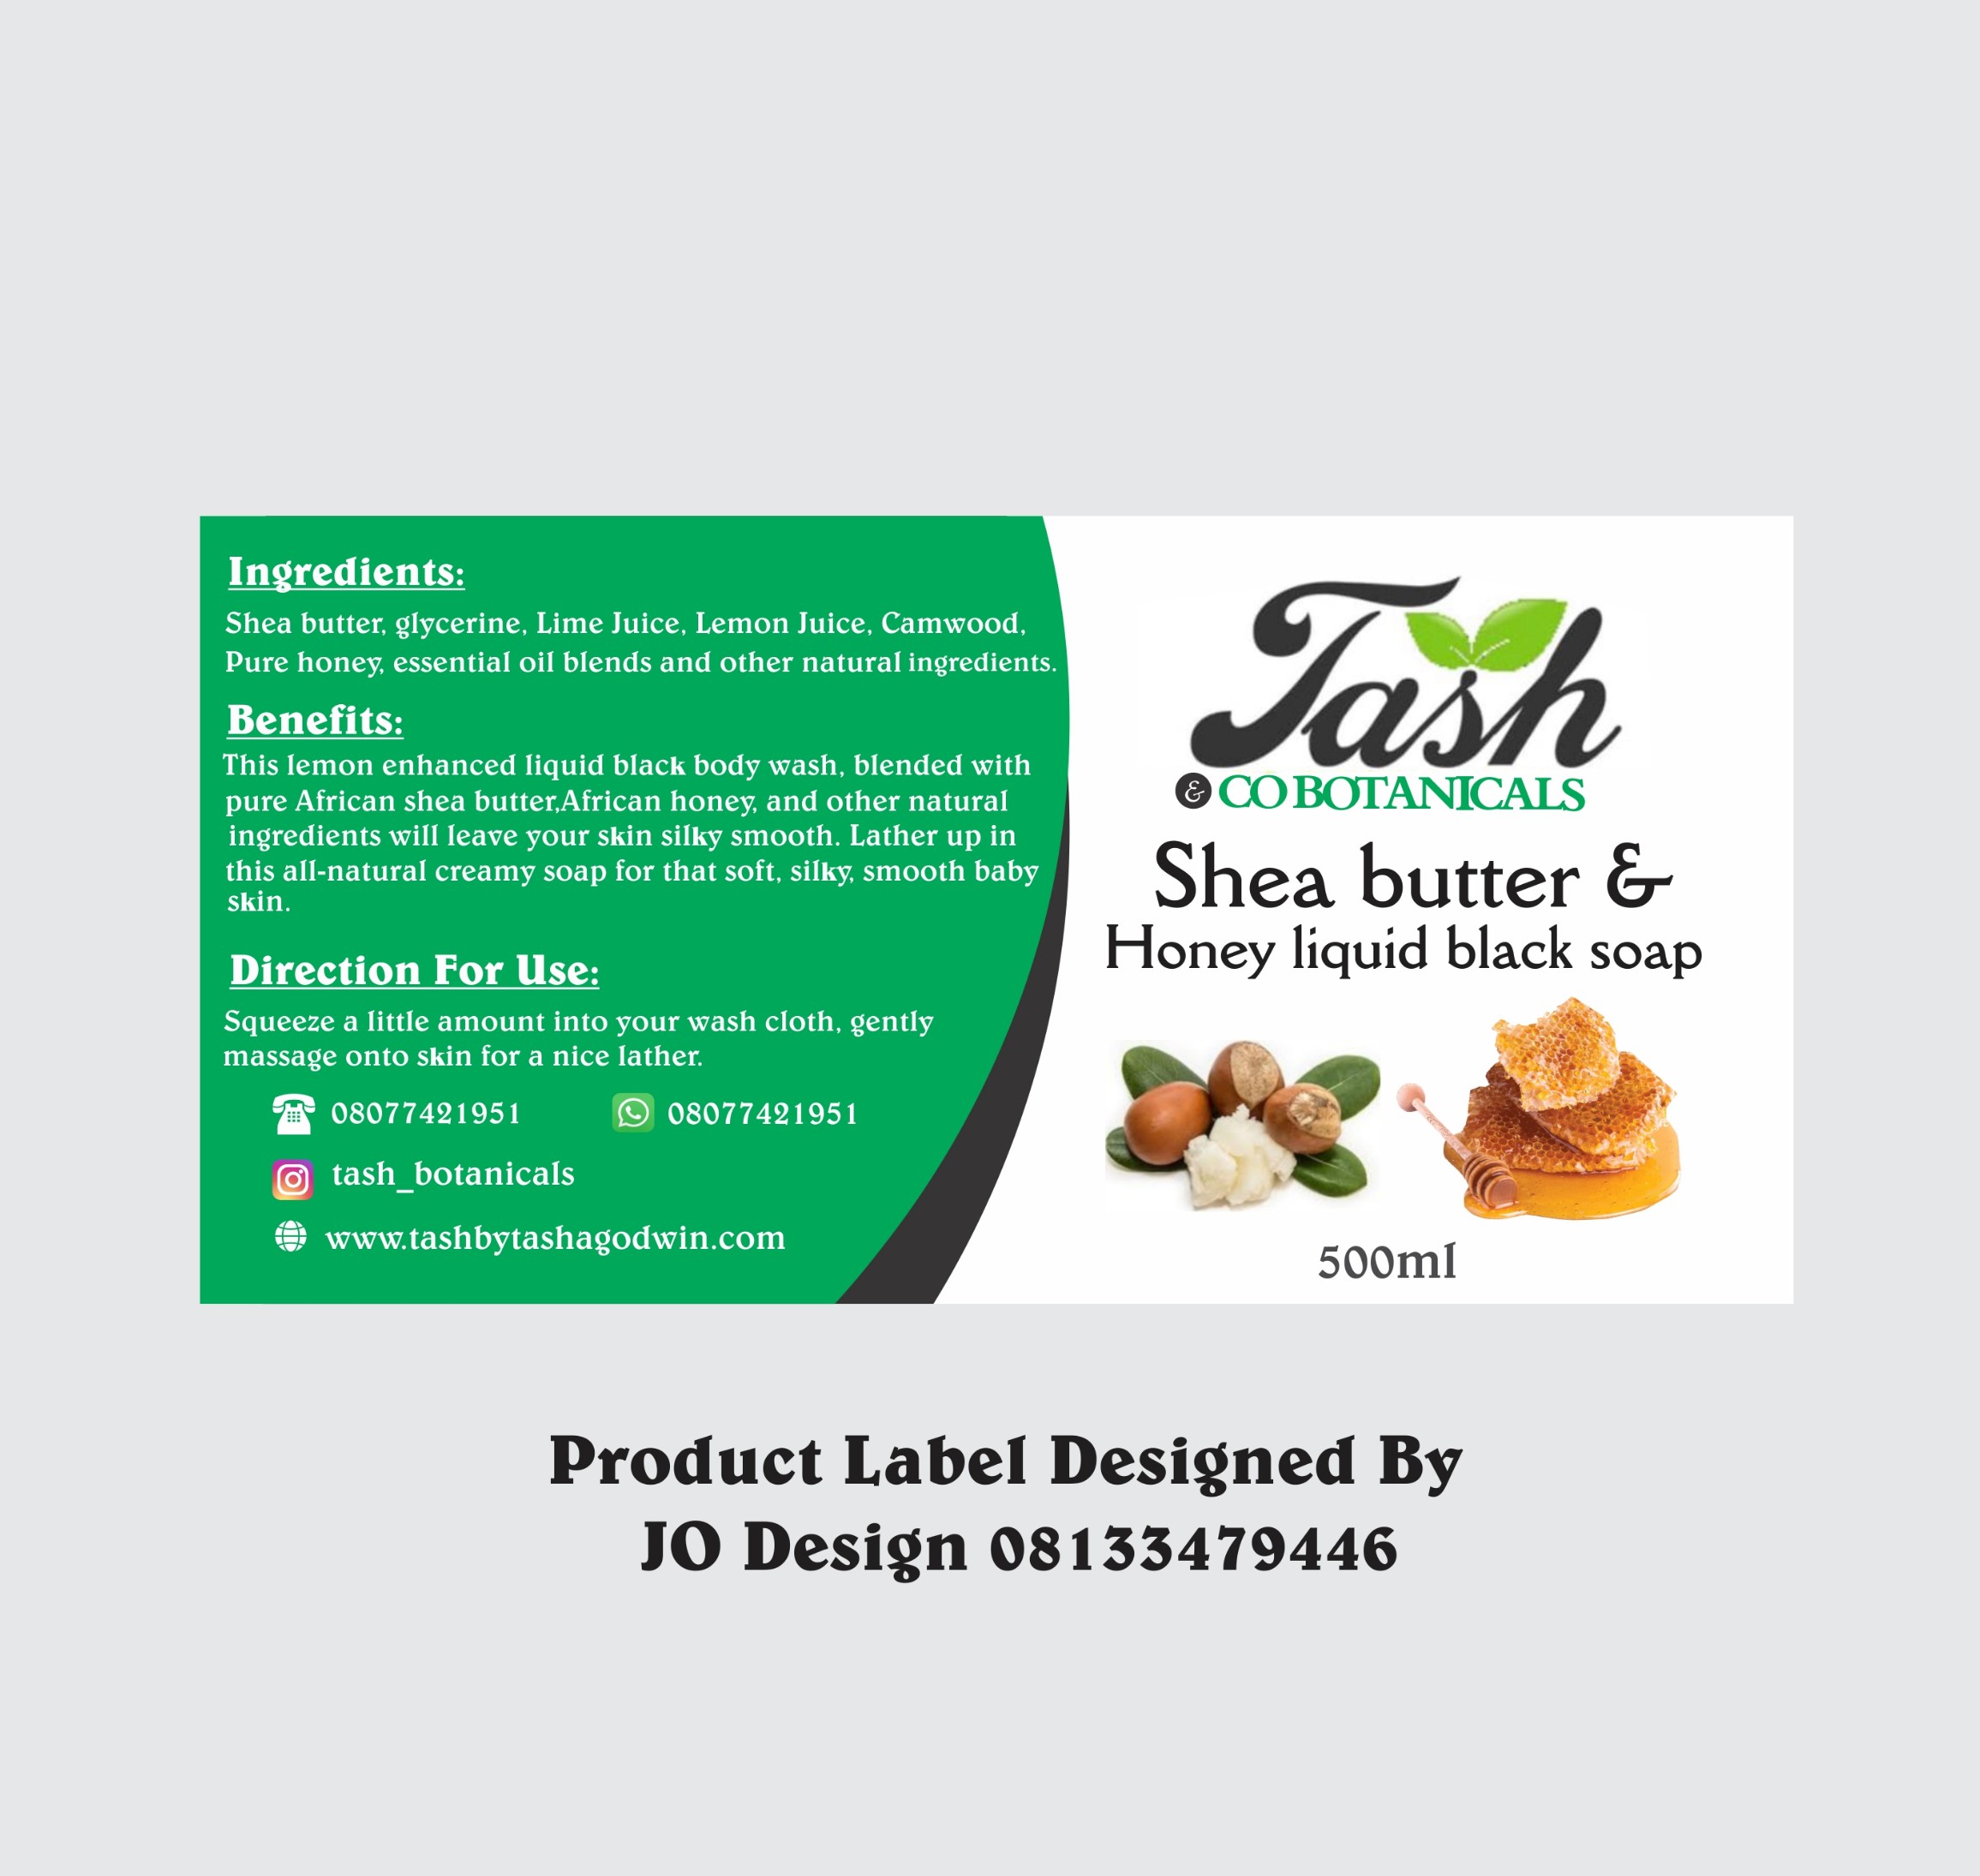 Ingredients:
Shea butter, glycerine, Lime Juice, Lemon Juice, Camwood,
Pure honey, essential oil blends and other natural ingredients.
Benefits:
This lemon enhanced liquid black body wash, blended with
pure African shea butter,African honey, and other natural
ingredients will leave your skin silky smooth. Lather up in
this all-natural creamy soap for that soft, silky, smooth baby
skin.
Direction For Use:
Squeeze a little amount into your wash cloth, gently
massage onto skin for a nice lather.
08077421951 08077421951
tash_botanicals
www.tashbytashagodwin.com
Tash
& CO BOTANICALS
Shea butter &
Honey liquid black soap
500ml
Product Label Designed By
JO Design 08133479446